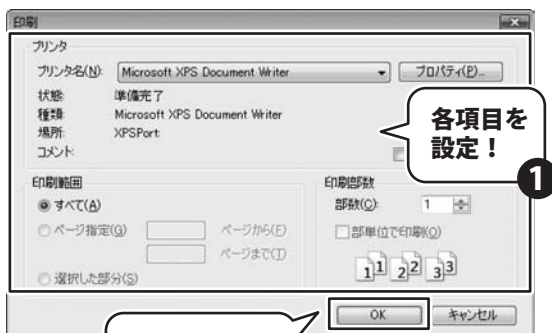 印刷
プリンタ
プリンタ名(N): Microsoft XPS Document Writer プロパティ(P)...
状態: 準備完了
種類: Microsoft XPS Document Writer
場所: XPSPort:
コメント:
各項目を
設定!
1
印刷範囲
すべて(A)
ページ指定(G) ページから(F)
ページまで(T)
選択した部分(S)
印刷部数
部数(C): 1
部単位で印刷(O)
11 22 33
OK キャンセル